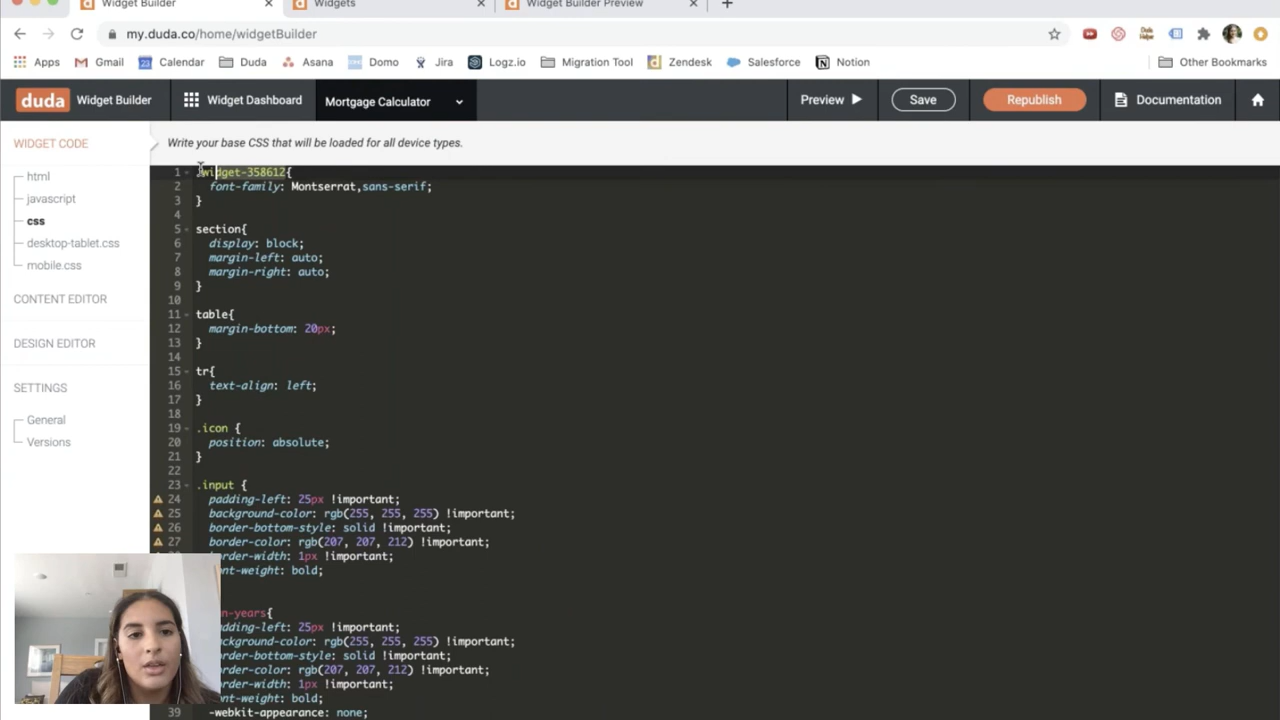 Widget Builder
Widgets
Widget Builder Preview
my.duda.co/home/widgetBuilder
Apps Gmail Calendar Duda Asana Domo Jira Logz.io Migration Tool Zendesk Salesforce Notion Other Bookmarks
duda Widget Builder Widget Dashboard Mortgage Calculator Preview Save Republish Documentation
WIDGET CODE
html
javascript
css
desktop-tablet.css
mobile.css
CONTENT EDITOR
DESIGN EDITOR
SETTINGS
General
Versions
Write your base CSS that will be loaded for all device types.
1 .widget-358612{
2 font-family: Montserrat,sans-serif;
3 }
4
5 section{
6 display: block;
7 margin-left: auto;
8 margin-right: auto;
9 }
10
11 table{
12 margin-bottom: 20px;
13 }
14
15 tr{
16 text-align: left;
17 }
18
19 .icon {
20 position: absolute;
21 }
22
23 .input {
24 padding-left: 25px !important;
25 background-color: rgb(255, 255, 255) !important;
26 border-bottom-style: solid !important;
27 border-color: rgb(207, 207, 212) !important;
order-width: 1px !important;
ont-weight: bold;
n-years{
dding-left: 25px !important;
ckground-color: rgb(255, 255, 255) !important;
rder-bottom-style: solid !important;
rder-color: rgb(207, 207, 212) !important;
rder-width: 1px !important;
nt-weight: bold;
39 -webkit-appearance: none;